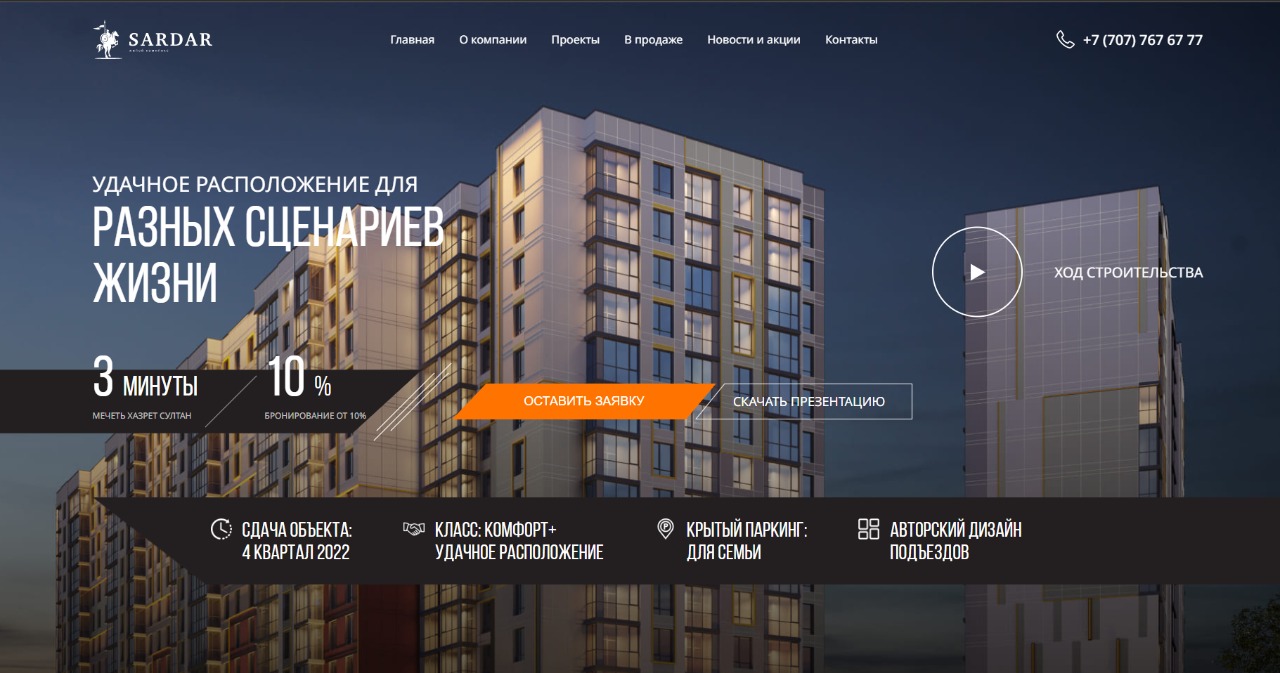 SARDAR
Главная О компании Проекты В продаже Новости и акции Контакты
+7 (707) 767 67 77
УДАЧНОЕ РАСПОЛОЖЕНИЕ ДЛЯ
РАЗНЫХ СЦЕНАРИЕВ
ЖИЗНИ
ХОД СТРОИТЕЛЬСТВА
3 МИНУТЫ
МЕЧЕТЬ ХАЗРЕТ СУЛТАН
10 %
БРОНИРОВАНИЕ ОТ 10%
ОСТАВИТЬ ЗАЯВКУ
СКАЧАТЬ ПРЕЗЕНТАЦИЮ
СДАЧА ОБЪЕКТА:
4 КВАРТАЛ 2022
КЛАСС: КОМФОРТ+
УДАЧНОЕ РАСПОЛОЖЕНИЕ
КРЫТЫЙ ПАРКИНГ:
ДЛЯ СЕМЬИ
АВТОРСКИЙ ДИЗАЙН
ПОДЪЕЗДОВ